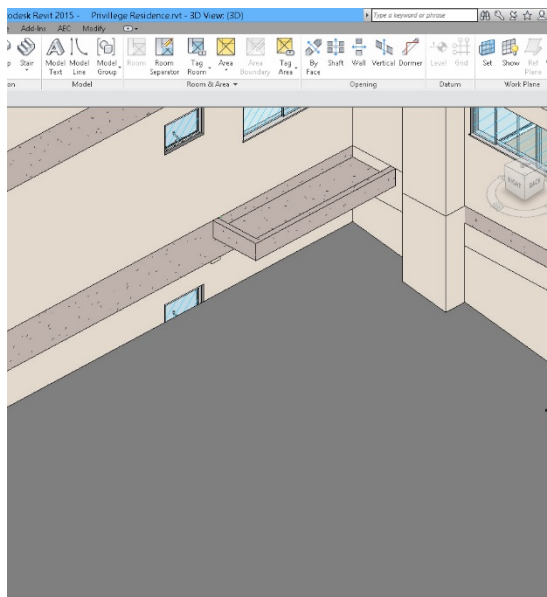 odesk Revit 2015 - Privillege Residence.rvt - 3D View: {3D}
Type a keyword or phrase
Add-Ins AEC Modify
Stair Model Text Model Line Model Group Room Room Separator Tag Room Area Area Boundary Tag Area By Face Shaft Wall Vertical Dormer Level Grid Set Show Ref Plane
Model Room & Area Opening Datum Work Plane
RIGHT BACK